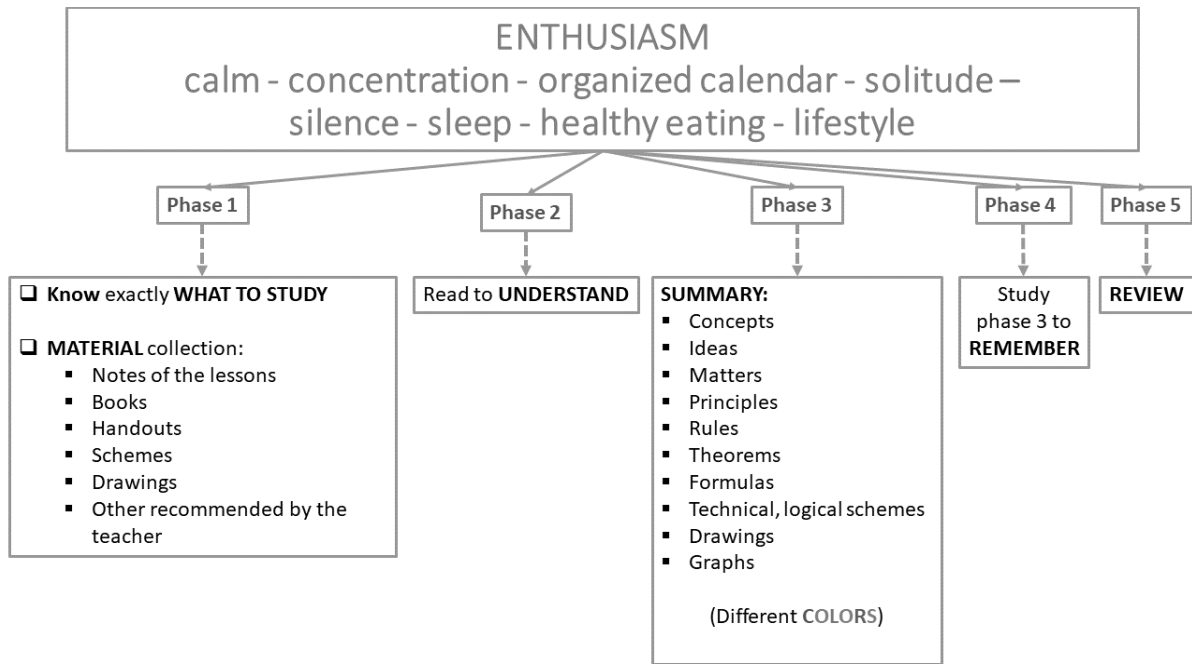 ENTHUSIASM
calm - concentration - organized calendar - solitude –
silence - sleep - healthy eating - lifestyle
Phase 1
Phase 2
Phase 3
Phase 4
Phase 5
❑ Know exactly WHAT TO STUDY
❑ MATERIAL collection:
▪ Notes of the lessons
▪ Books
▪ Handouts
▪ Schemes
▪ Drawings
▪ Other recommended by the
teacher
Read to UNDERSTAND
SUMMARY:
▪ Concepts
▪ Ideas
▪ Matters
▪ Principles
▪ Rules
▪ Theorems
▪ Formulas
▪ Technical, logical schemes
▪ Drawings
▪ Graphs
(Different COLORS)
Study
phase 3 to
REMEMBER
REVIEW